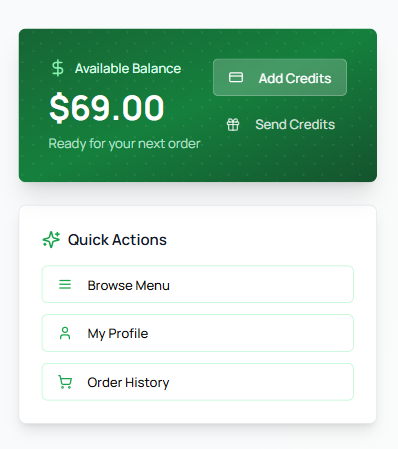 Available Balance
$69.00
Ready for your next order
Add Credits
Send Credits
Quick Actions
Browse Menu
My Profile
Order History